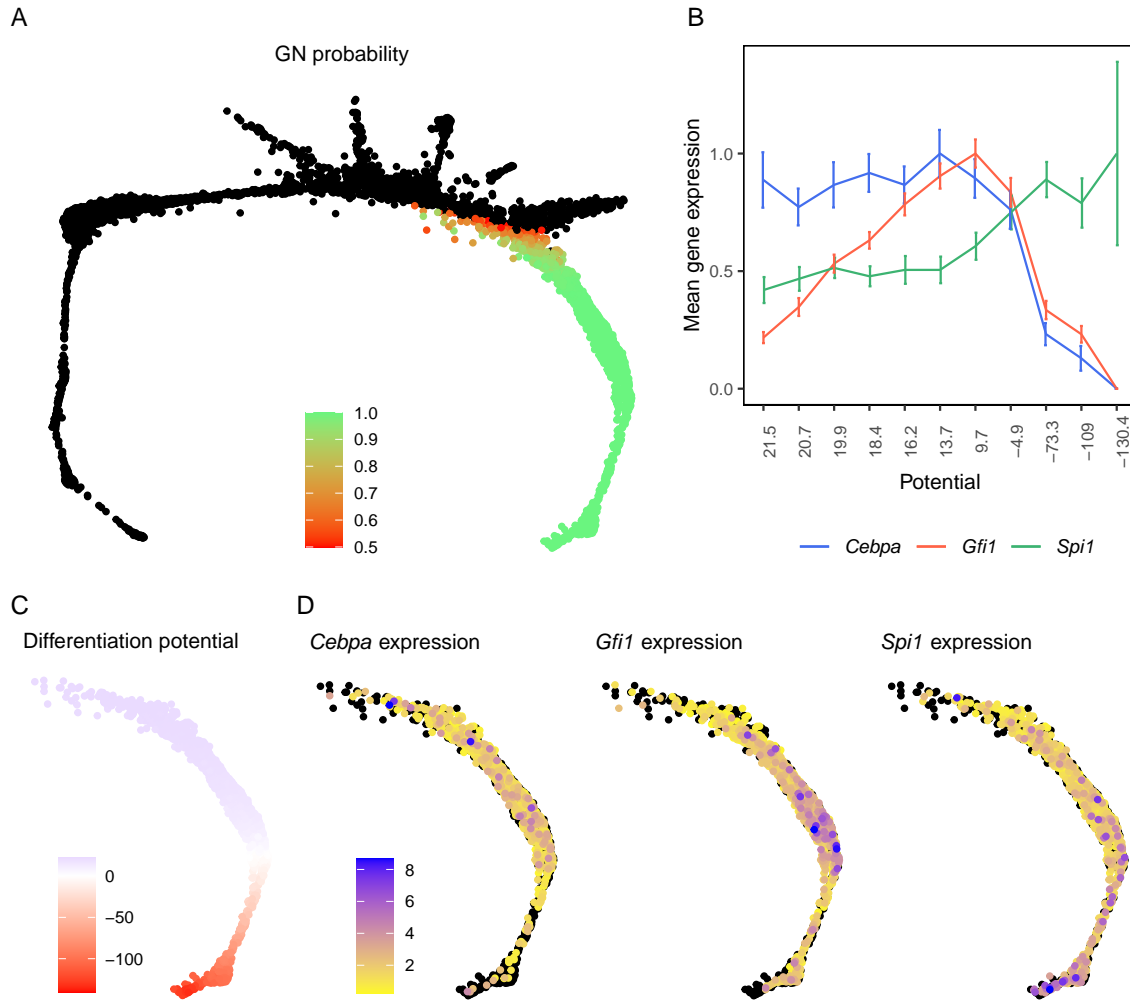 A
GN probability
1.0
0.9
0.8
0.7
0.6
0.5
B
Mean gene expression
1.0
0.5
0.0
21.5
20.7
19.9
18.4
16.2
13.7
9.7
−4.9
−73.3
−109
−130.4
Potential
Cebpa
Gfi1
Spi1
C
Differentiation potential
0
−50
−100
D
Cebpa expression
Gfi1 expression
Spi1 expression
8
6
4
2